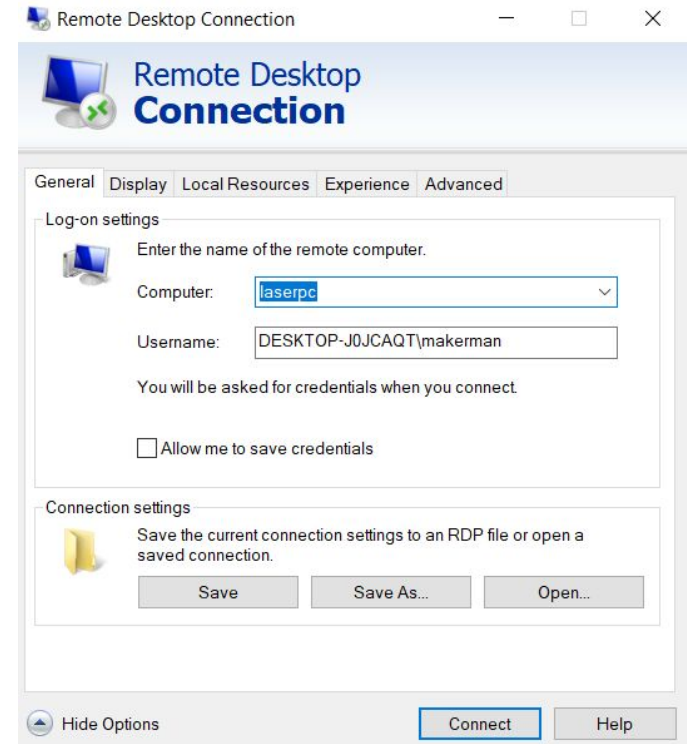 Remote Desktop Connection
Remote Desktop
Connection
General Display Local Resources Experience Advanced
Log-on settings
Enter the name of the remote computer.
Computer: laserpc
Username: DESKTOP-J0JCAQT\makerman
You will be asked for credentials when you connect.
Allow me to save credentials
Connection settings
Save the current connection settings to an RDP file or open a
saved connection.
Save Save As... Open...
Hide Options Connect Help